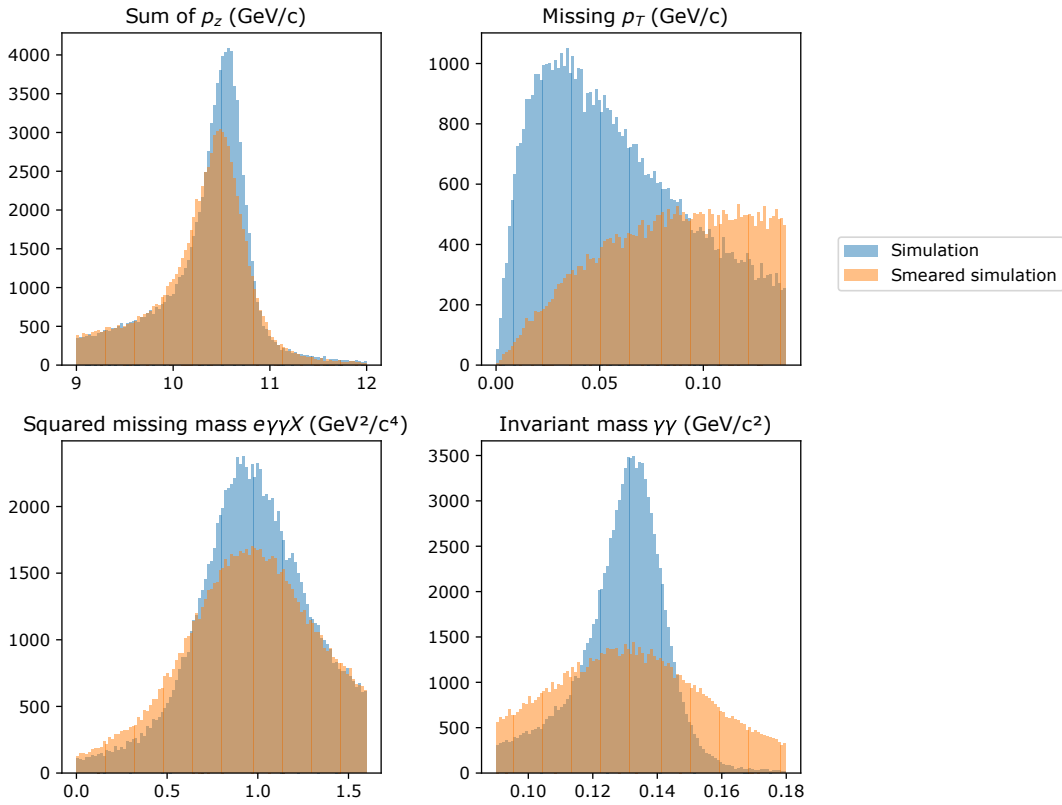 Sum of p_z (GeV/c)
4000
3500
3000
2500
2000
1500
1000
500
0
9 10 11 12
Missing p_T (GeV/c)
1000
800
600
400
200
0
0.00 0.05 0.10
Simulation
Smeared simulation
Squared missing mass eγγX (GeV²/c⁴)
2000
1500
1000
500
0
0.0 0.5 1.0 1.5
Invariant mass γγ (GeV/c²)
3500
3000
2500
2000
1500
1000
500
0
0.10 0.12 0.14 0.16 0.18